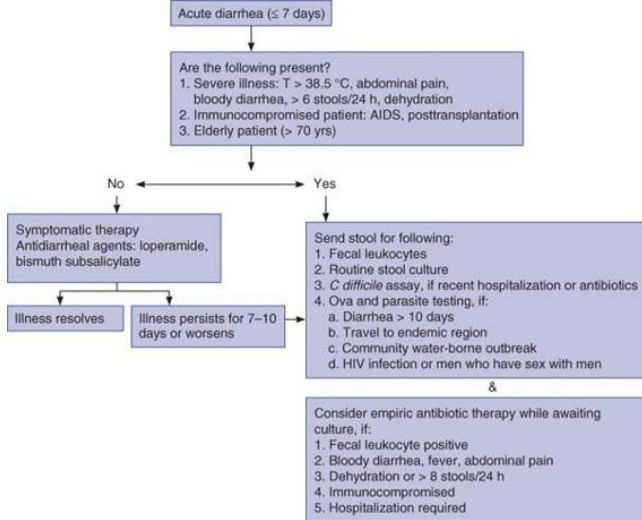 Acute diarrhea (≤ 7 days)
Are the following present?
1. Severe illness: T > 38.5 °C, abdominal pain,
bloody diarrhea, > 6 stools/24 h, dehydration
2. Immunocompromised patient: AIDS, posttransplantation
3. Elderly patient (> 70 yrs)
No
Yes
Symptomatic therapy
Antidiarrheal agents: loperamide,
bismuth subsalicylate
Illness resolves
Illness persists for 7–10
days or worsens
Send stool for following:
1. Fecal leukocytes
2. Routine stool culture
3. C difficile assay, if recent hospitalization or antibiotics
4. Ova and parasite testing, if:
a. Diarrhea > 10 days
b. Travel to endemic region
c. Community water-borne outbreak
d. HIV infection or men who have sex with men
&
Consider empiric antibiotic therapy while awaiting
culture, if:
1. Fecal leukocyte positive
2. Bloody diarrhea, fever, abdominal pain
3. Dehydration or > 8 stools/24 h
4. Immunocompromised
5. Hospitalization required